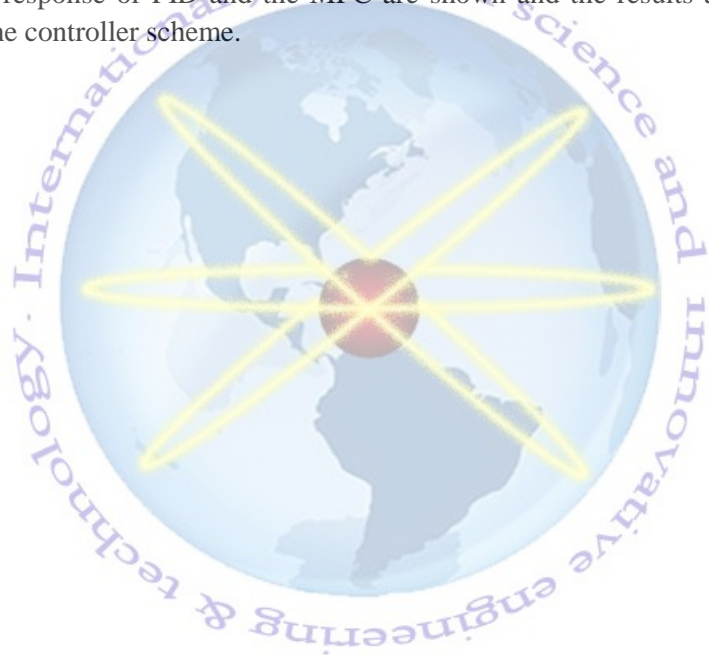 response of PID and the MPC are shown and the results
controller scheme.
International
science and
innovative engineering & technology